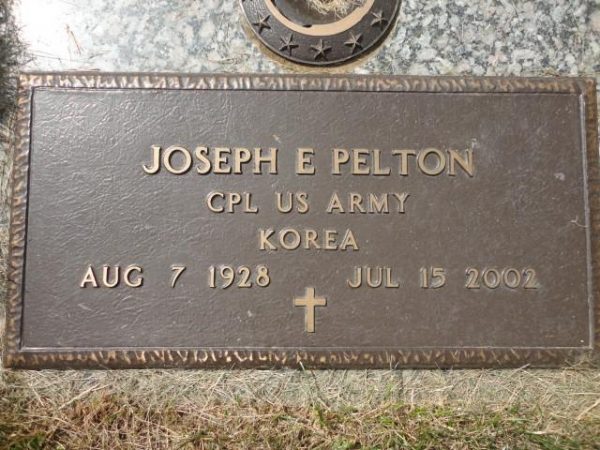 JOSEPH E PELTON
CPL US ARMY
KOREA
AUG 7 1928 JUL 15 2002